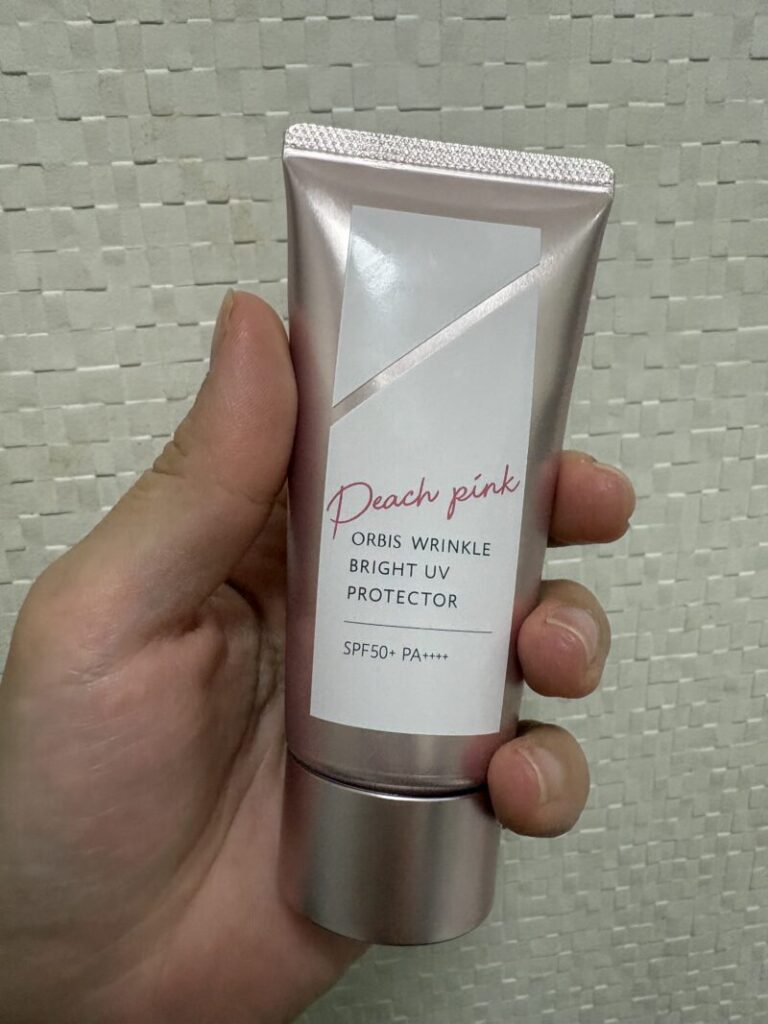 Peach pink
ORBIS WRINKLE
BRIGHT UV
PROTECTOR
SPF50+ PA++++